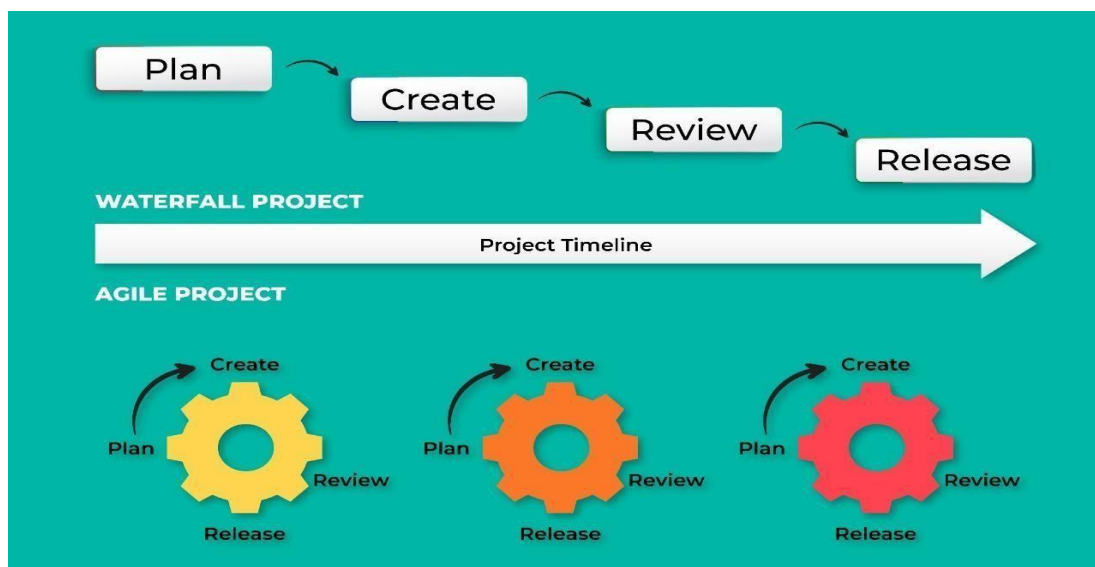 Plan
Create
Review
Release
WATERFALL PROJECT
Project Timeline
AGILE PROJECT
Create
Plan
Review
Release
Create
Plan
Review
Release
Create
Plan
Review
Release